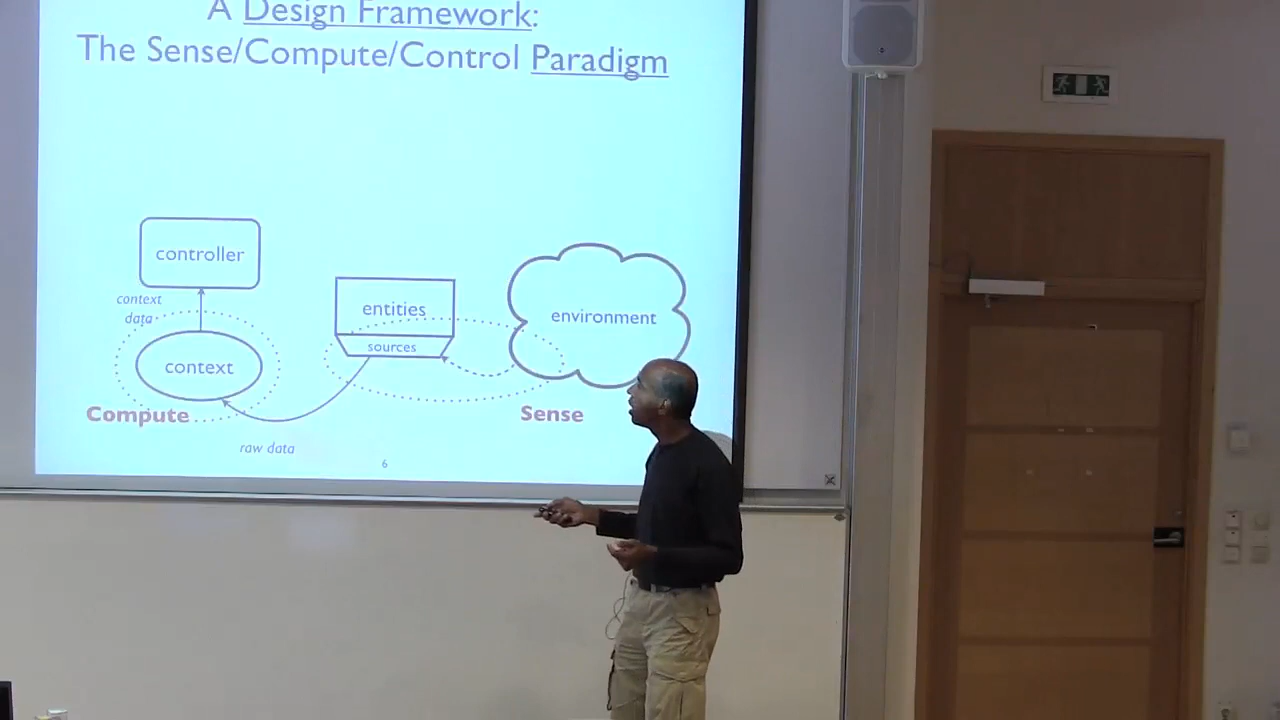 A Design Framework:
The Sense/Compute/Control Paradigm
controller
context
data
context
Compute
entities
sources
raw data
environment
Sense
6